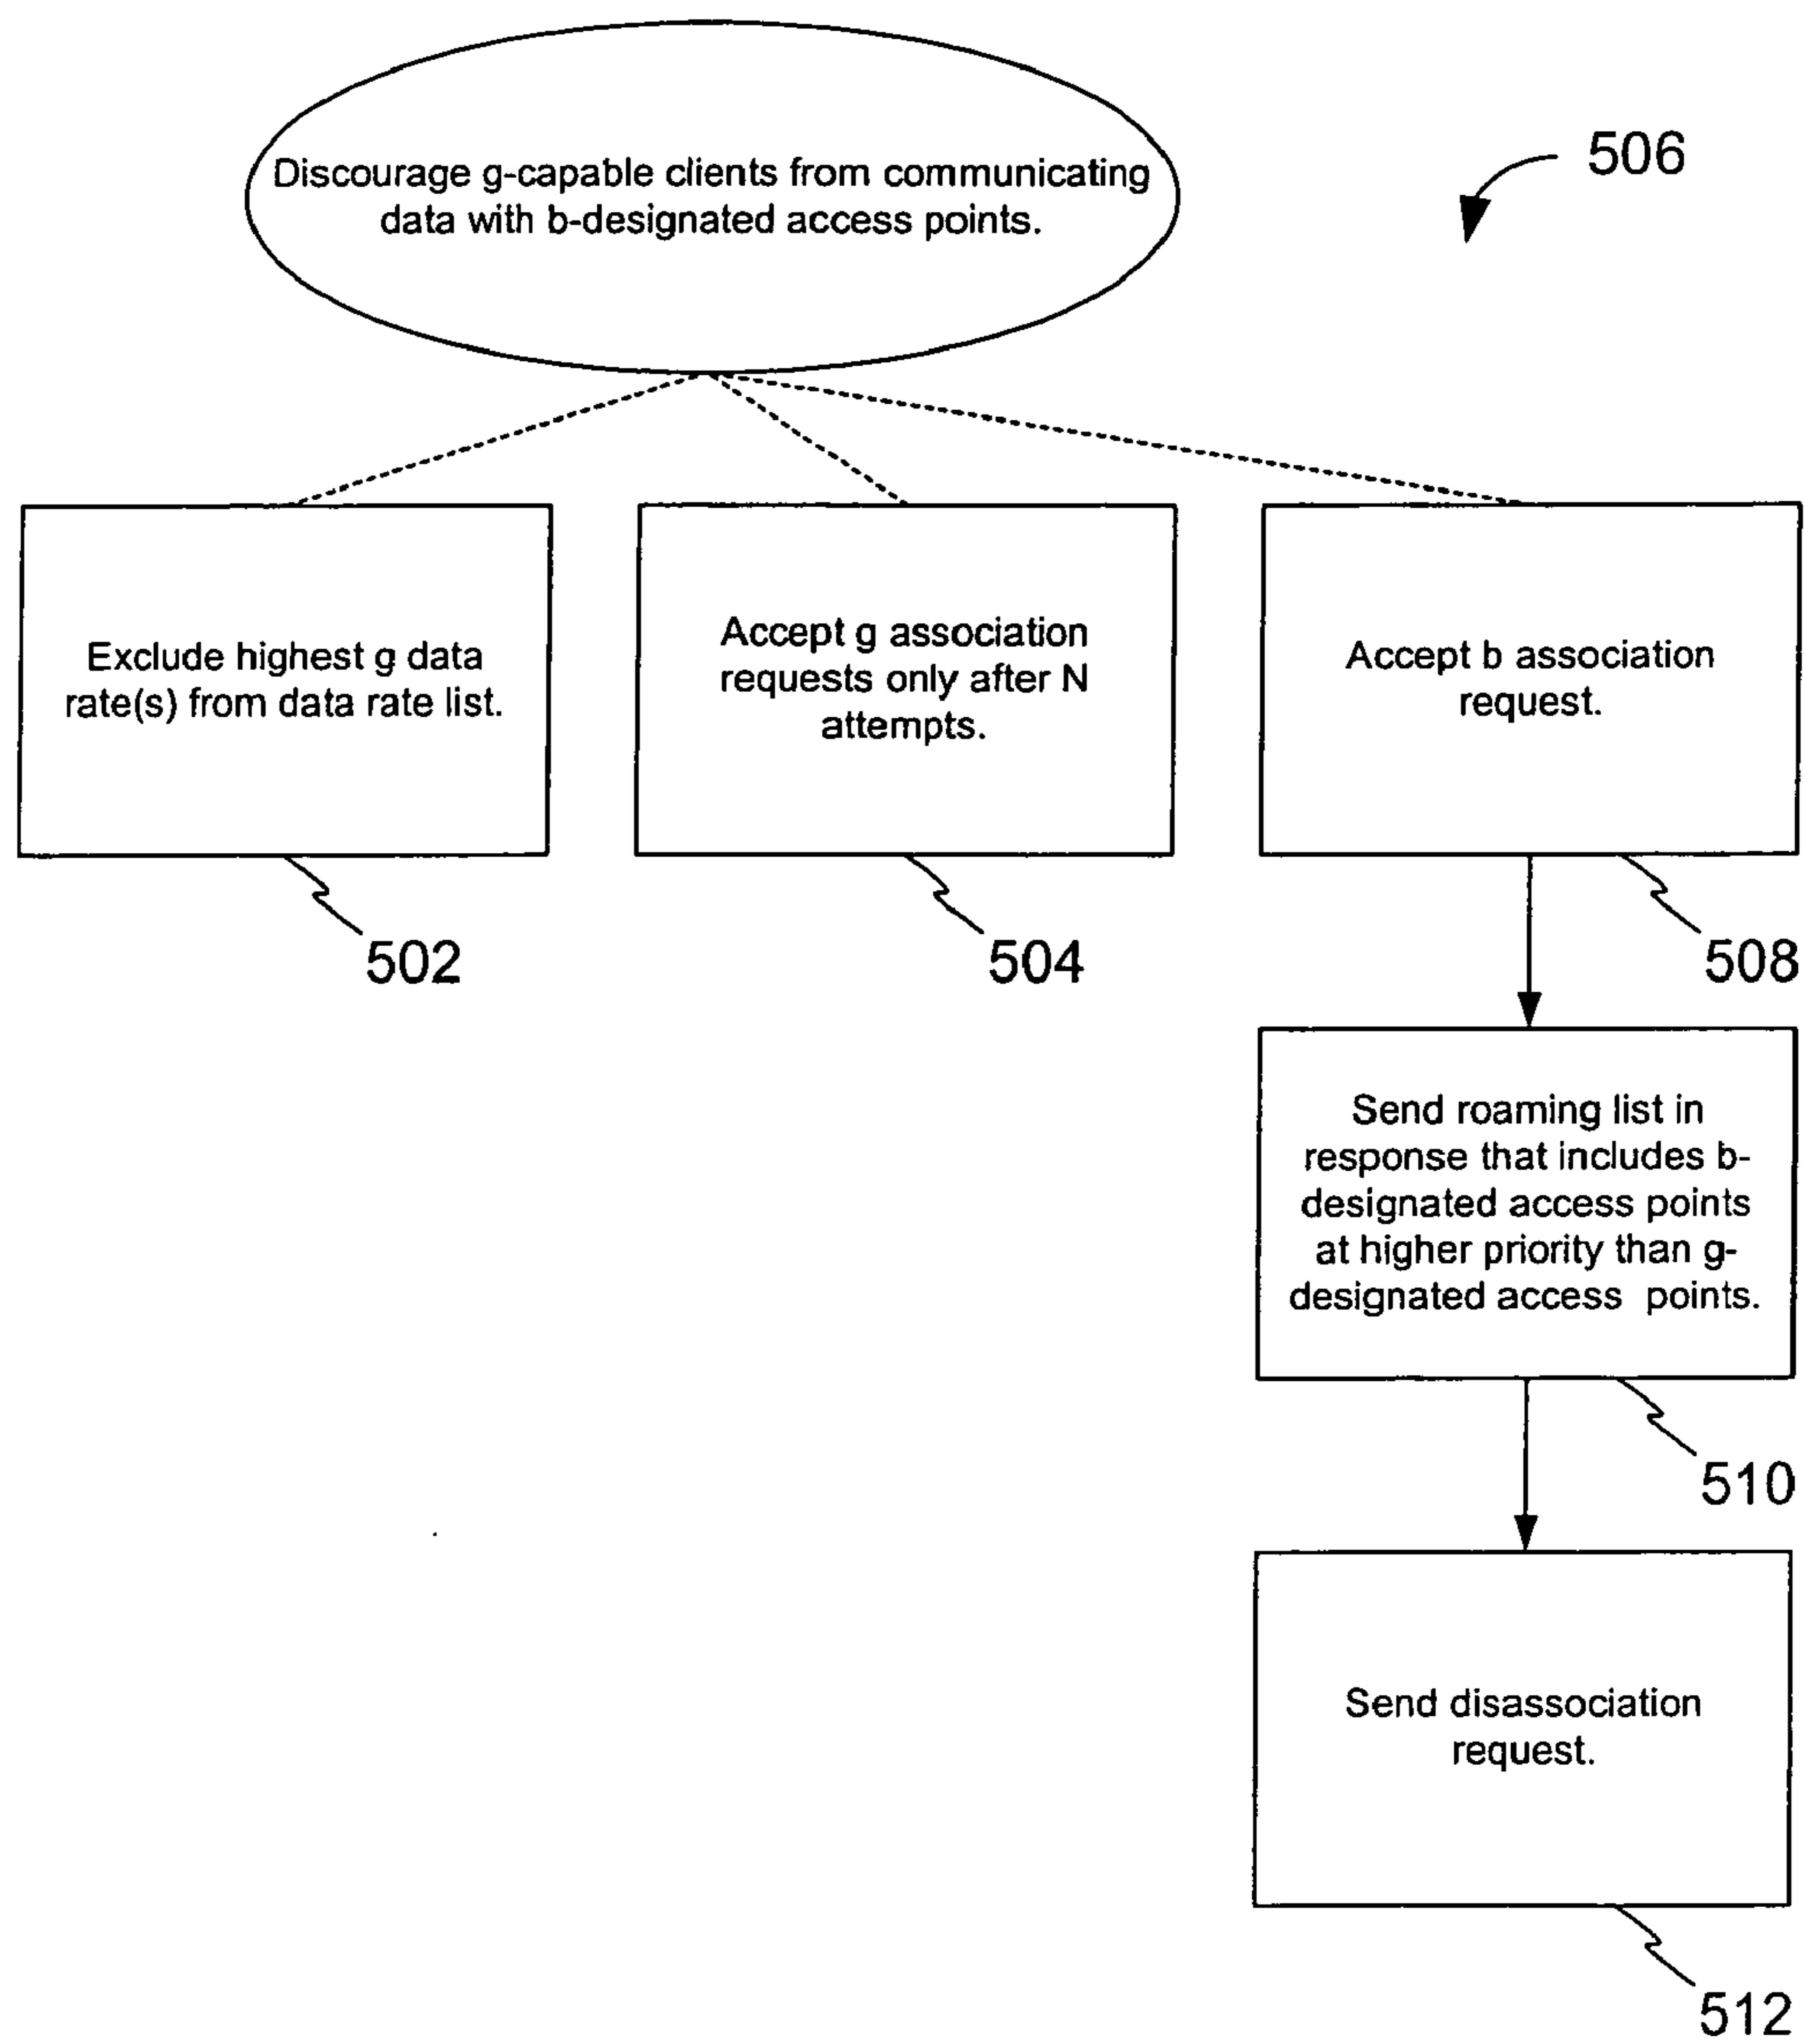 Discourage g-capable clients from communicating
data with b-designated access points.
506
Exclude highest g data
rate(s) from data rate list.
502
Accept g association
requests only after N
attempts.
504
Accept b association
request.
508
Send roaming list in
response that includes b-
designated access points
at higher priority than g-
designated access points.
510
Send disassociation
request.
512